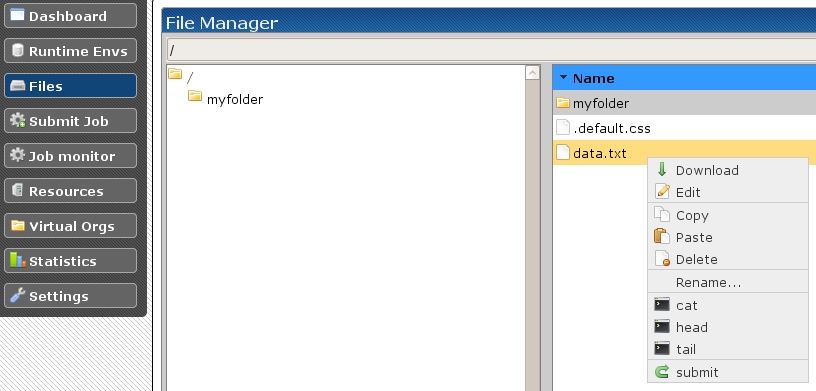 Dashboard
Runtime Envs
Files
Submit Job
Job monitor
Resources
Virtual Orgs
Statistics
Settings
File Manager
/
/
myfolder
Name
myfolder
.default.css
data.txt
Download
Edit
Copy
Paste
Delete
Rename...
cat
head
tail
submit